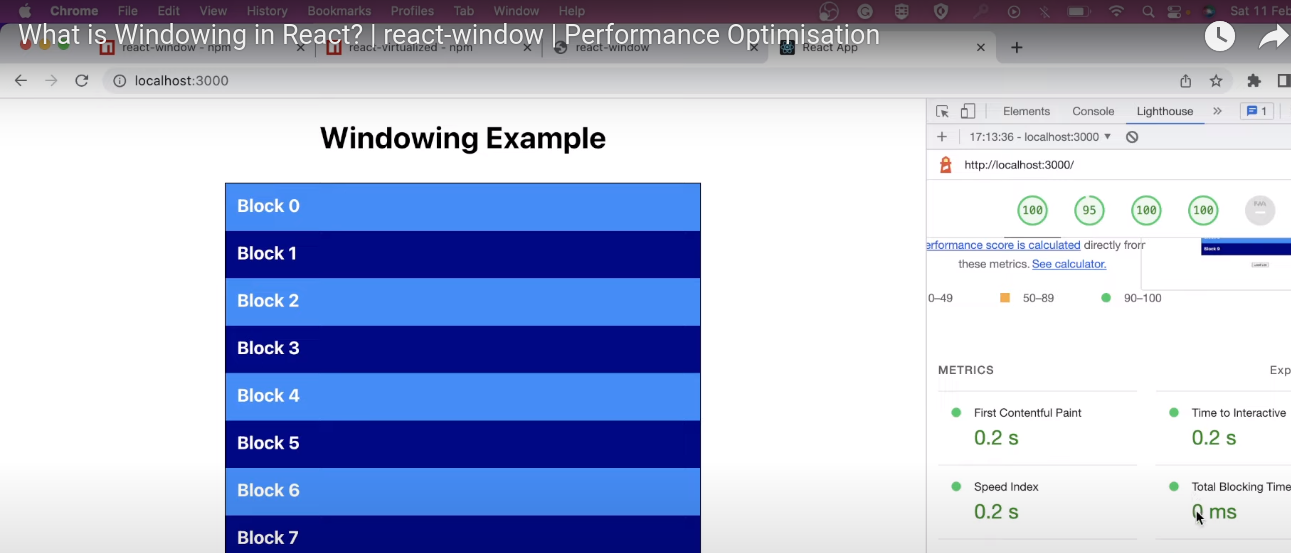 Chrome File Edit View History Bookmarks Profiles Tab Window Help Sat 11 Feb
What is Windowing in React? | react-window | Performance Optimisation
react-window - npm react-virtualized - npm react-window React App
localhost:3000
Elements Console Lighthouse 1
17:13:36 - localhost:3000
http://localhost:3000/
Windowing Example
100 95 100 100
erformance score is calculated directly from
these metrics. See calculator.
0–49 50–89 90–100
METRICS Exp
First Contentful Paint Time to Interactive
0.2 s 0.2 s
Speed Index Total Blocking Time
0.2 s 0 ms
Block 0
Block 1
Block 2
Block 3
Block 4
Block 5
Block 6
Block 7